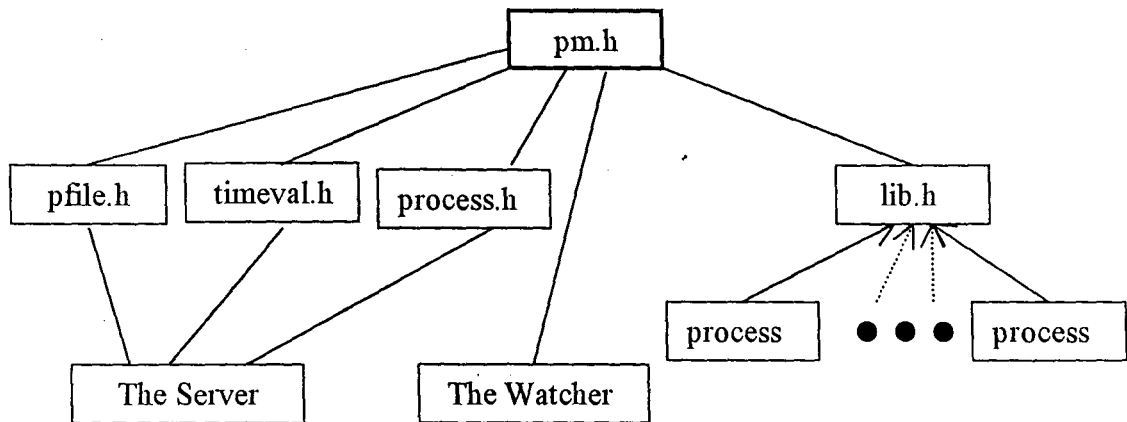 pm.h
pfile.h
timeval.h
process.h
lib.h
process
process
The Server
The Watcher